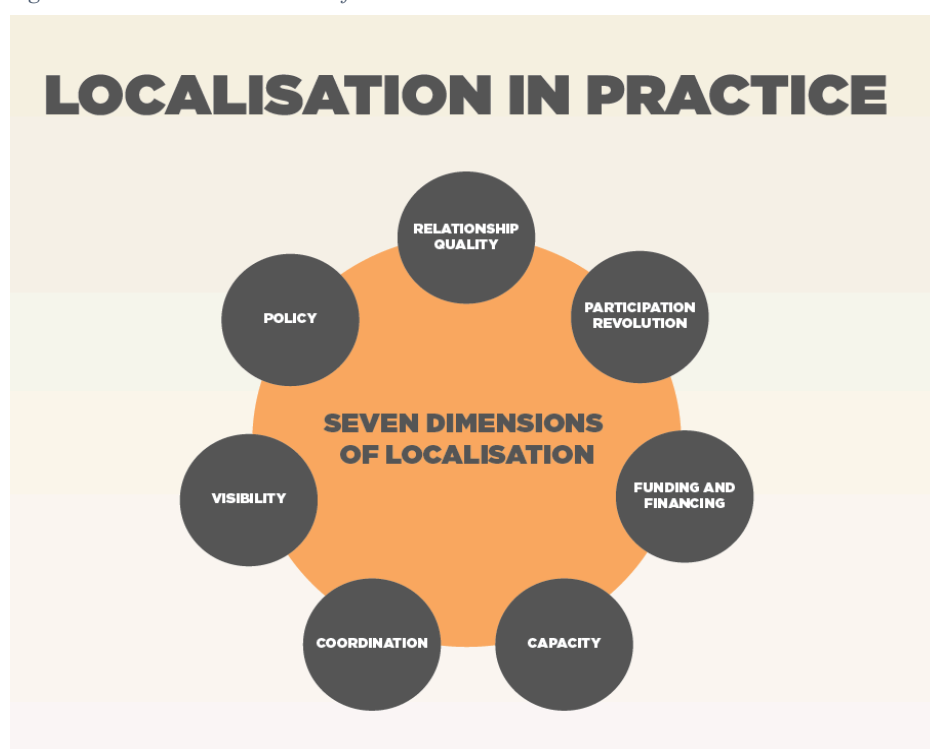 LOCALISATION IN PRACTICE
RELATIONSHIP
QUALITY
PARTICIPATION
REVOLUTION
POLICY
SEVEN DIMENSIONS
OF LOCALISATION
FUNDING AND
FINANCING
VISIBILITY
CAPACITY
COORDINATION